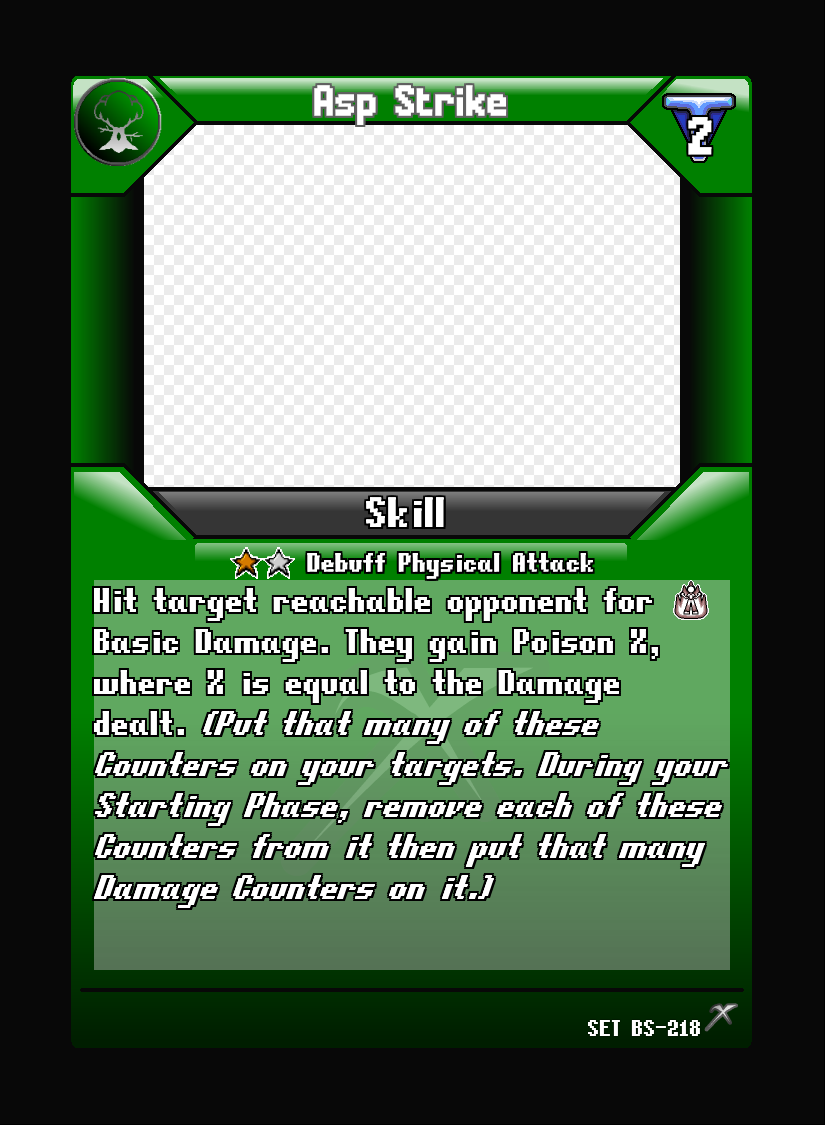 Asp Strike
2
Skill
Debuff Physical Attack
Hit target reachable opponent for
Basic Damage. They gain Poison X,
where X is equal to the Damage
dealt. (Put that many of these
Counters on your targets. During your
Starting Phase, remove each of these
Counters from it then put that many
Damage Counters on it.)
SET BS-218